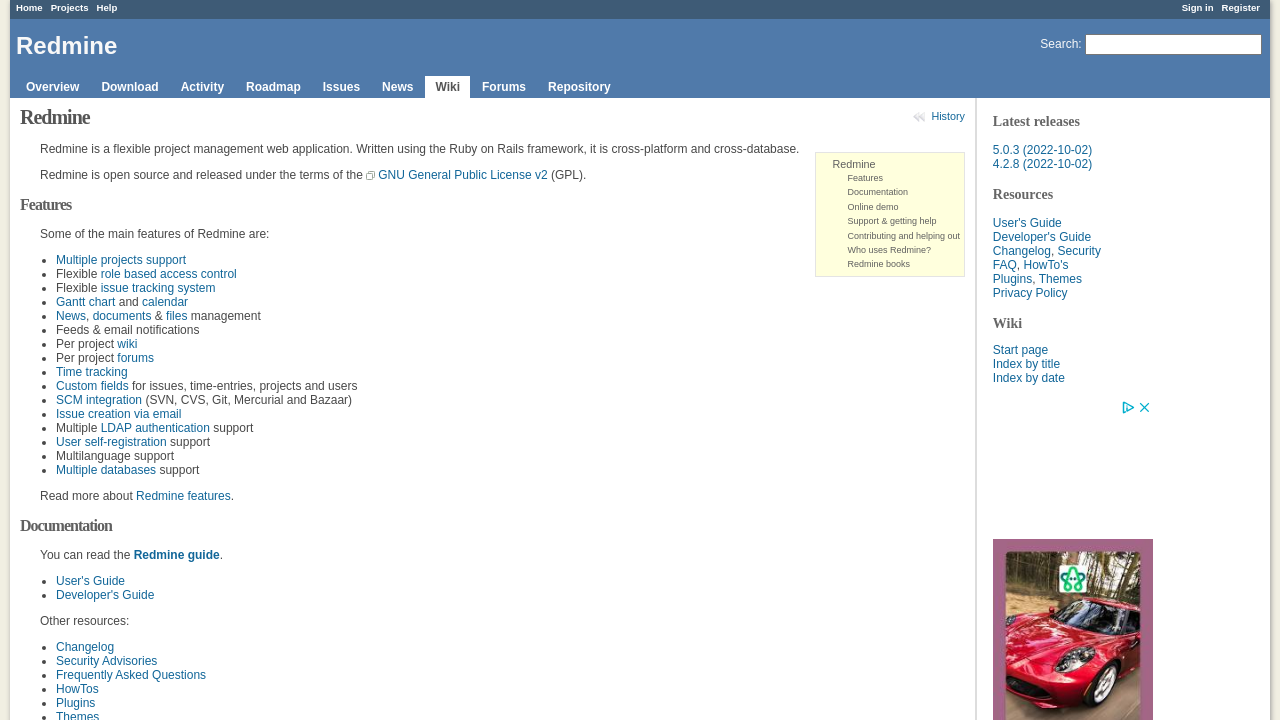 Home Projects Help
Sign in Register
Redmine
Search:
Overview Download Activity Roadmap Issues News Wiki Forums Repository
Redmine
History
Redmine is a flexible project management web application. Written using the Ruby on Rails framework, it is cross-platform and cross-database.
Redmine is open source and released under the terms of the GNU General Public License v2 (GPL).
Redmine
Features
Documentation
Online demo
Support & getting help
Contributing and helping out
Who uses Redmine?
Redmine books
Features
Some of the main features of Redmine are:
Multiple projects support
Flexible role based access control
Flexible issue tracking system
Gantt chart and calendar
News, documents & files management
Feeds & email notifications
Per project wiki
Per project forums
Time tracking
Custom fields for issues, time-entries, projects and users
SCM integration (SVN, CVS, Git, Mercurial and Bazaar)
Issue creation via email
Multiple LDAP authentication support
User self-registration support
Multilanguage support
Multiple databases support
Read more about Redmine features.
Documentation
You can read the Redmine guide.
User's Guide
Developer's Guide
Other resources:
Changelog
Security Advisories
Frequently Asked Questions
HowTos
Plugins
Themes
Latest releases
5.0.3 (2022-10-02)
4.2.8 (2022-10-02)
Resources
User's Guide
Developer's Guide
Changelog, Security
FAQ, HowTo's
Plugins, Themes
Privacy Policy
Wiki
Start page
Index by title
Index by date